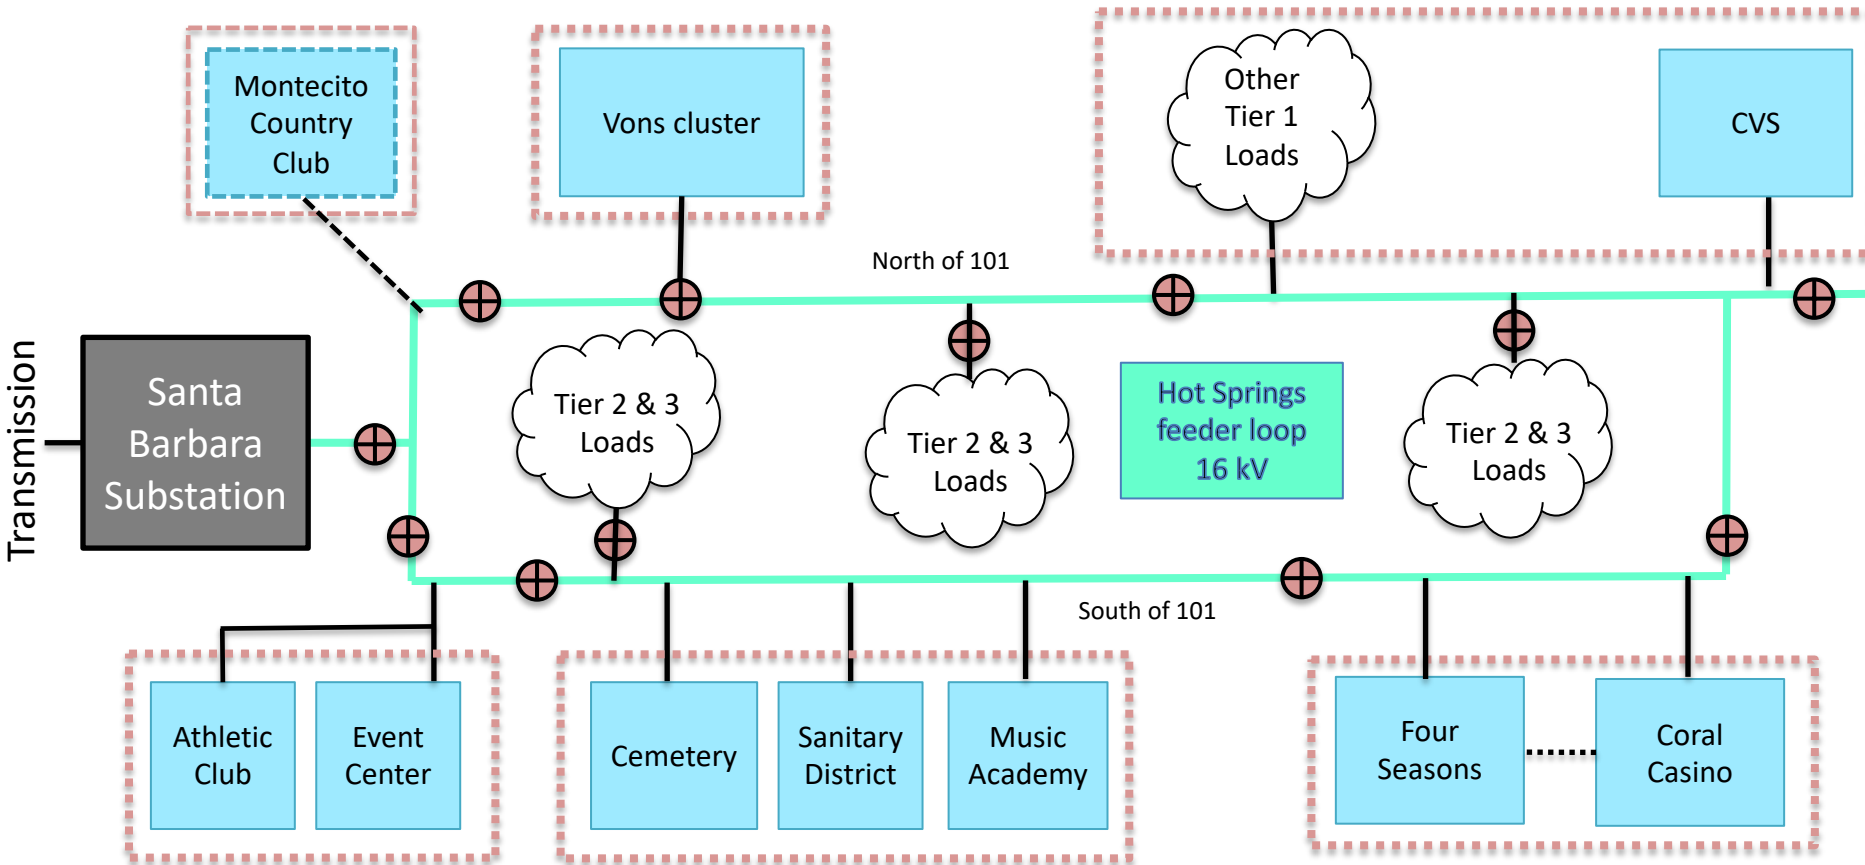 Montecito
Country
Club
Vons cluster
Other
Tier 1
Loads
CVS
North of 101
Transmission
Santa
Barbara
Substation
Tier 2 & 3
Loads
Tier 2 & 3
Loads
Hot Springs
feeder loop
16 kV
Tier 2 & 3
Loads
South of 101
Athletic
Club
Event
Center
Cemetery
Sanitary
District
Music
Academy
Four
Seasons
Coral
Casino